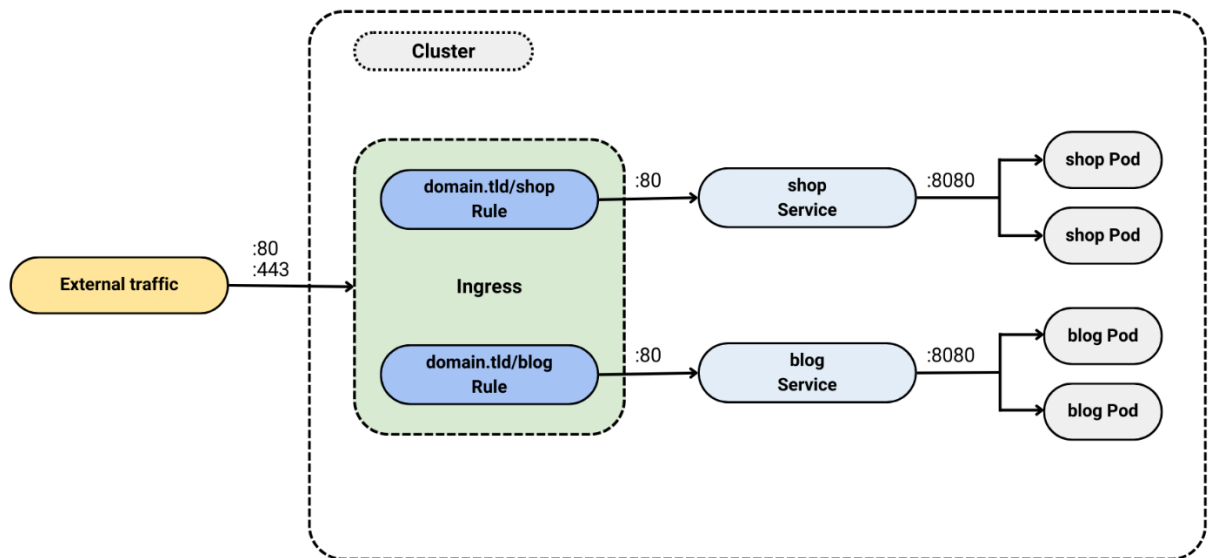 Cluster
domain.tld/shop
Rule
:80
shop
Service
:8080
shop Pod
shop Pod
:80
:443
External traffic
Ingress
domain.tld/blog
Rule
:80
blog
Service
:8080
blog Pod
blog Pod